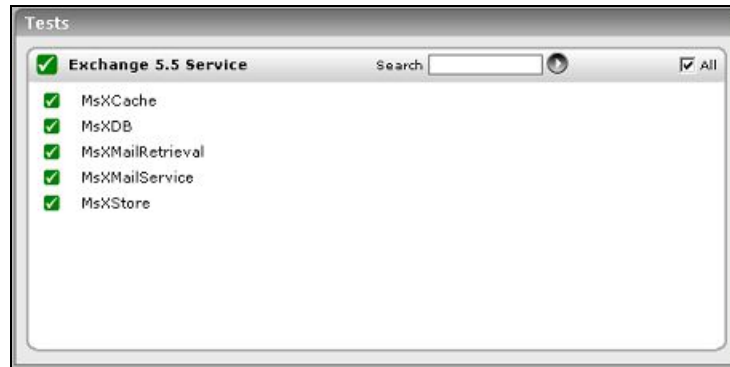 Tests
Exchange 5.5 Service Search All
MsXCache
MsXDB
MsXMailRetrieval
MsXMailService
MsXStore